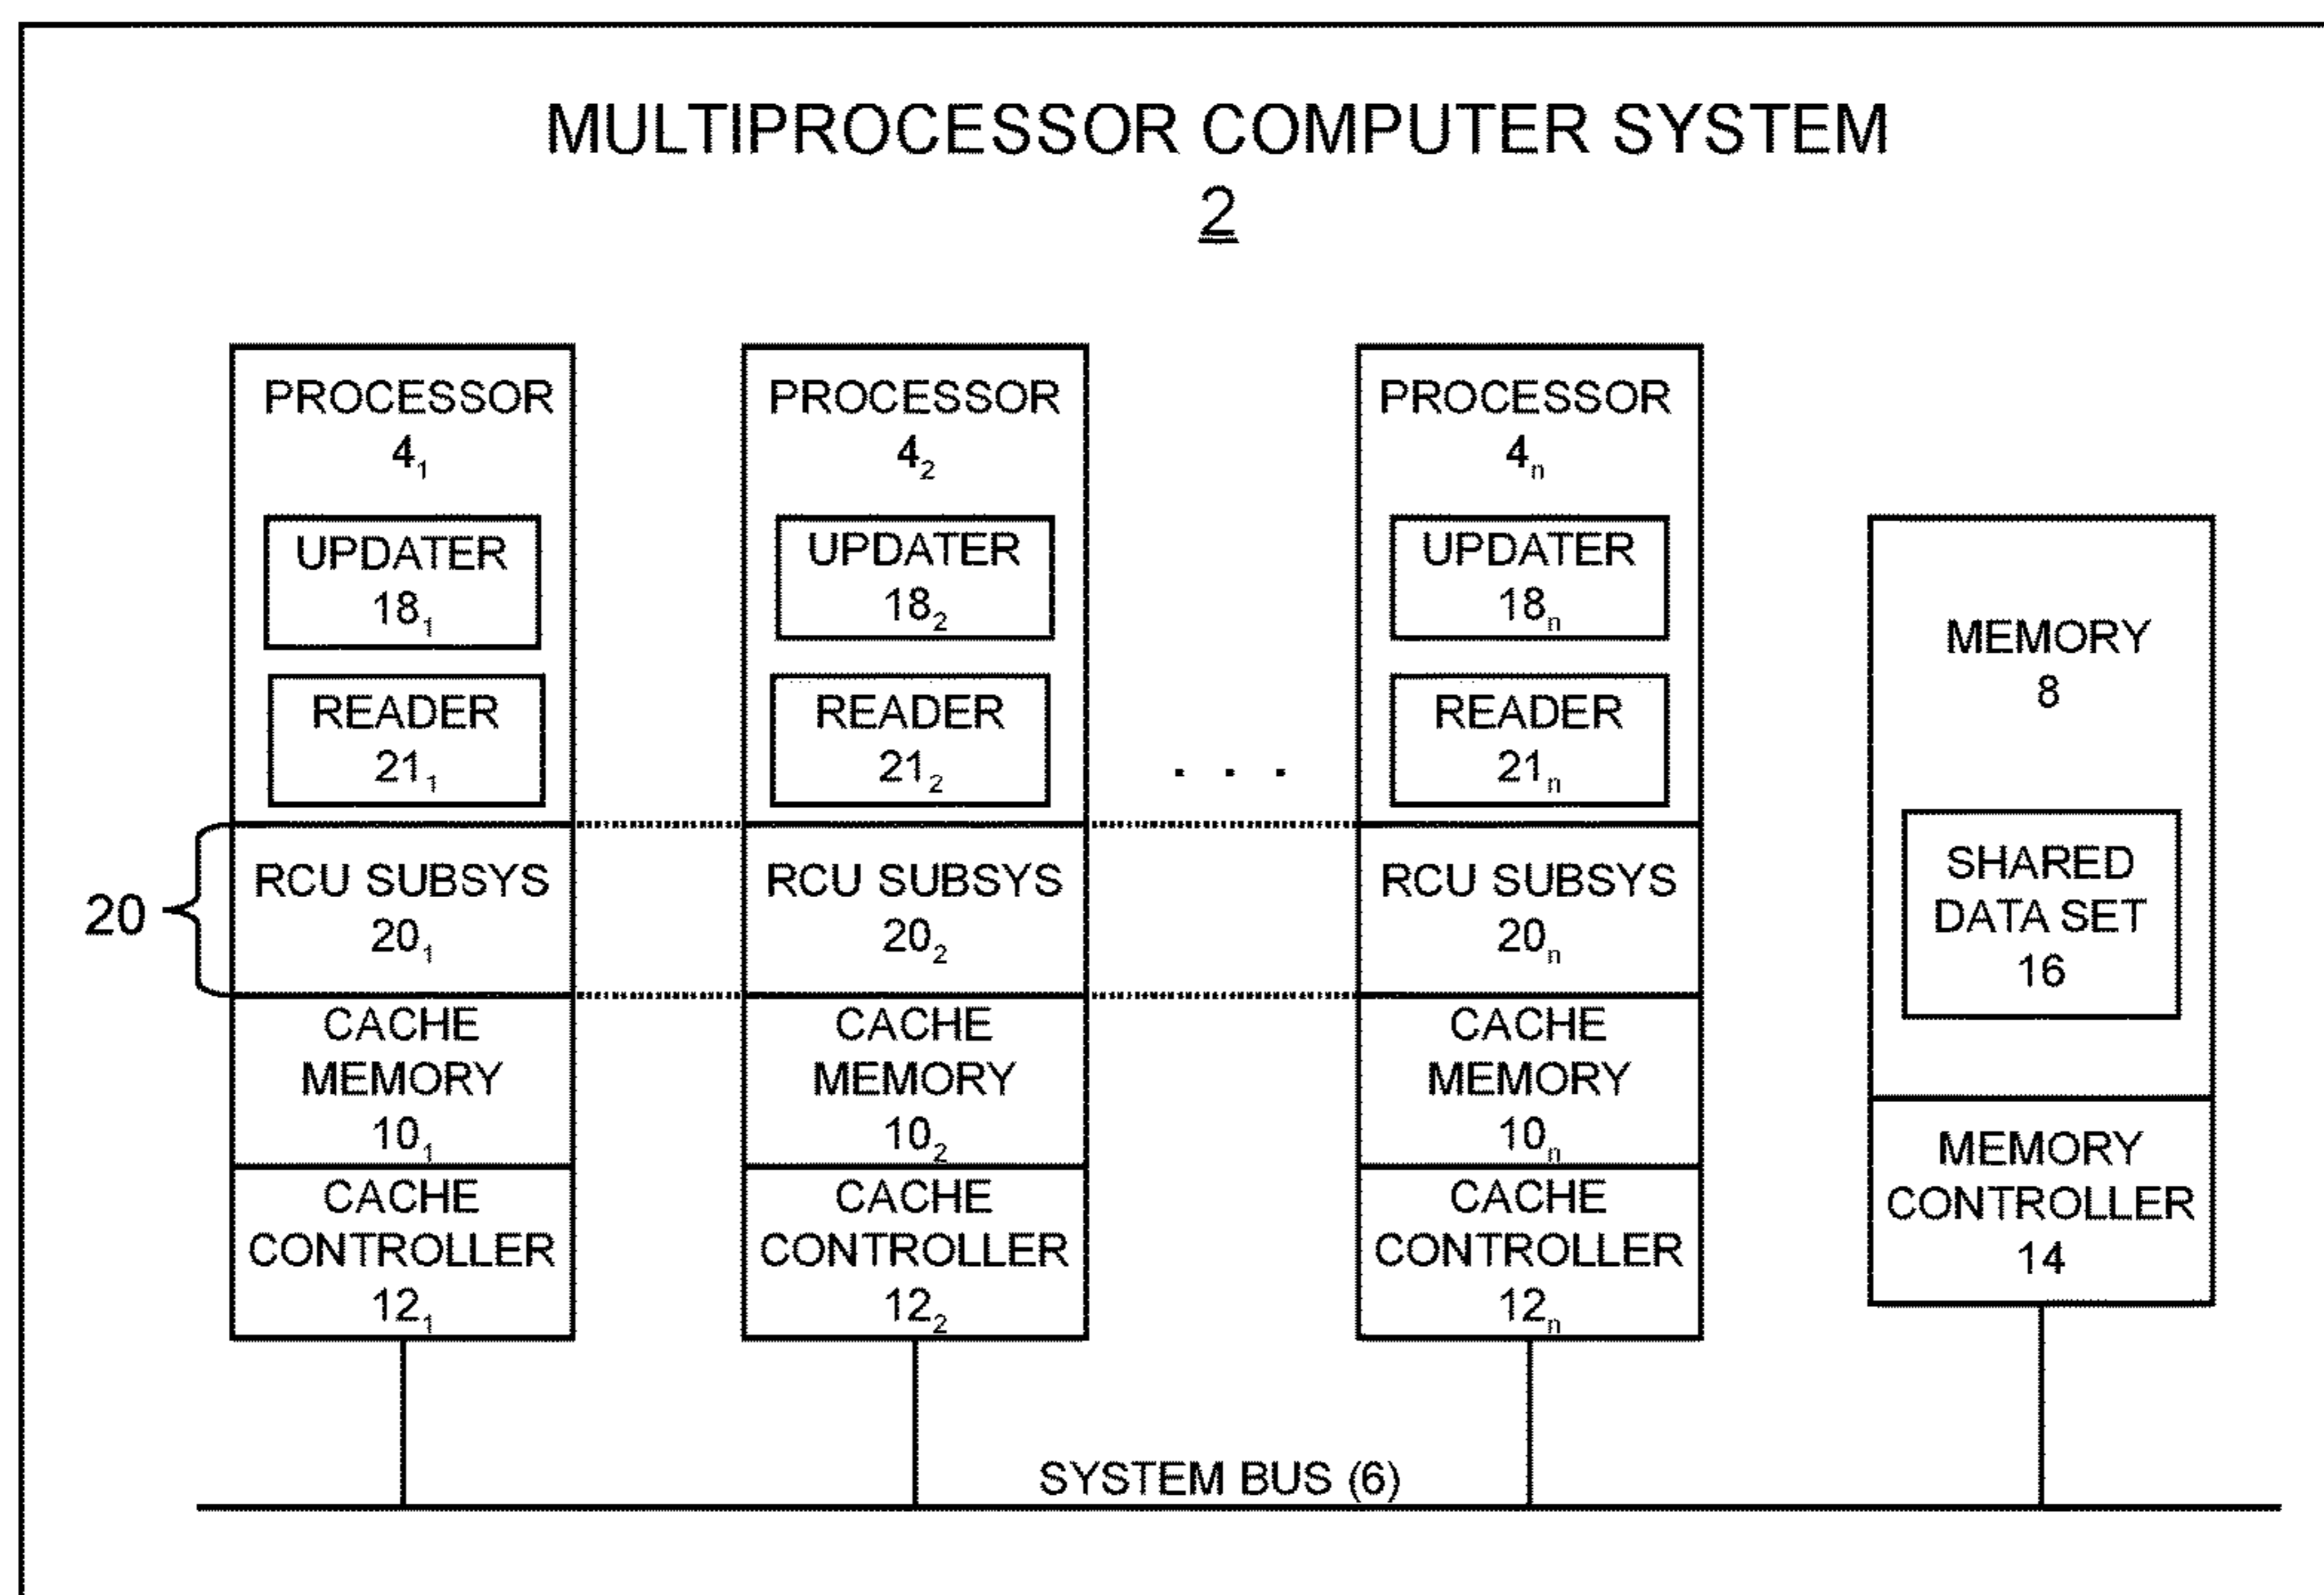 MULTIPROCESSOR COMPUTER SYSTEM
2
PROCESSOR
4₁
UPDATER
18₁
READER
21₁
RCU SUBSYS
20₁
CACHE
MEMORY
10₁
CACHE
CONTROLLER
12₁
20
PROCESSOR
4₂
UPDATER
18₂
READER
21₂
RCU SUBSYS
20₂
CACHE
MEMORY
10₂
CACHE
CONTROLLER
12₂
. . .
PROCESSOR
4ₙ
UPDATER
18ₙ
READER
21ₙ
RCU SUBSYS
20ₙ
CACHE
MEMORY
10ₙ
CACHE
CONTROLLER
12ₙ
MEMORY
8
SHARED
DATA SET
16
MEMORY
CONTROLLER
14
SYSTEM BUS (6)